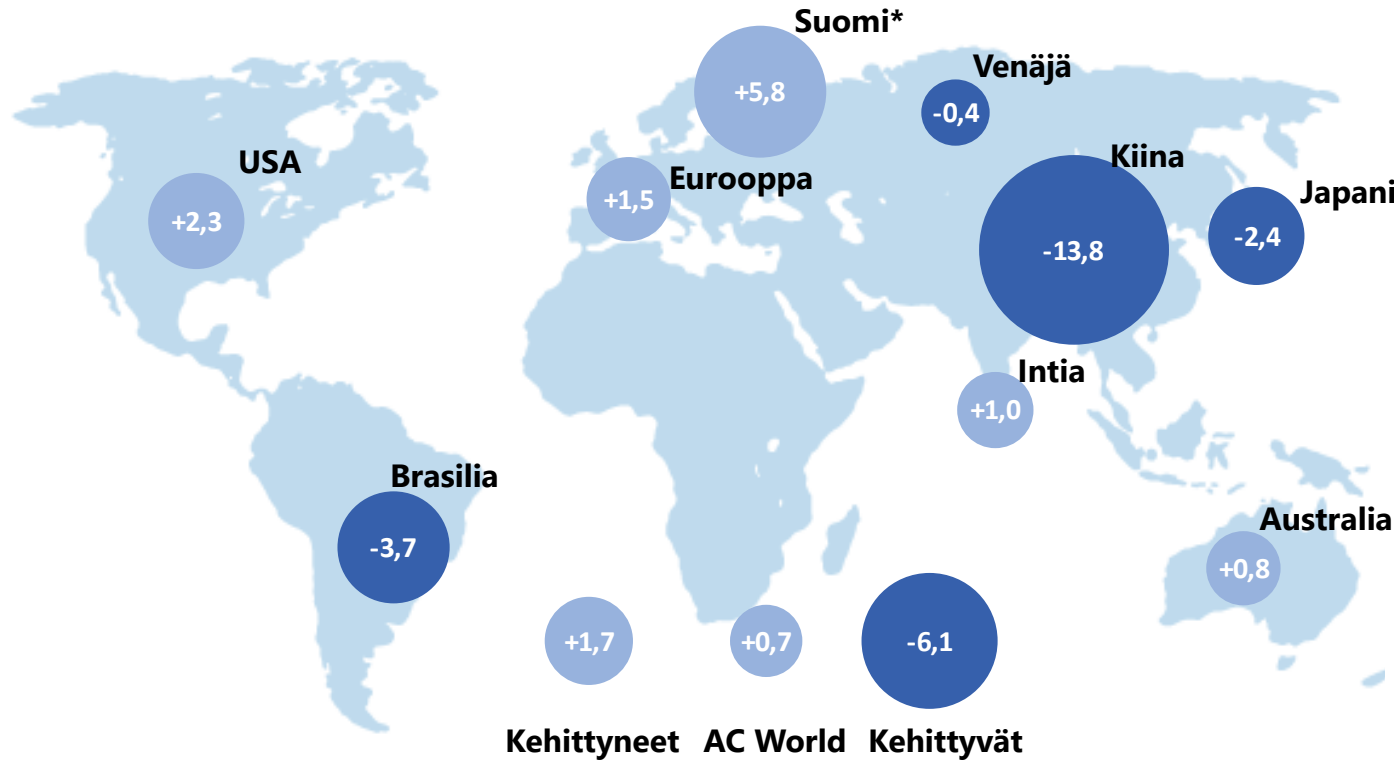 Suomi*
+5,8
Venäjä
-0,4
USA
+2,3
Eurooppa
+1,5
Kiina
-13,8
Japani
-2,4
Intia
+1,0
Brasilia
-3,7
Australia
+0,8
+1,7
+0,7
-6,1
Kehittyneet
AC World
Kehittyvät